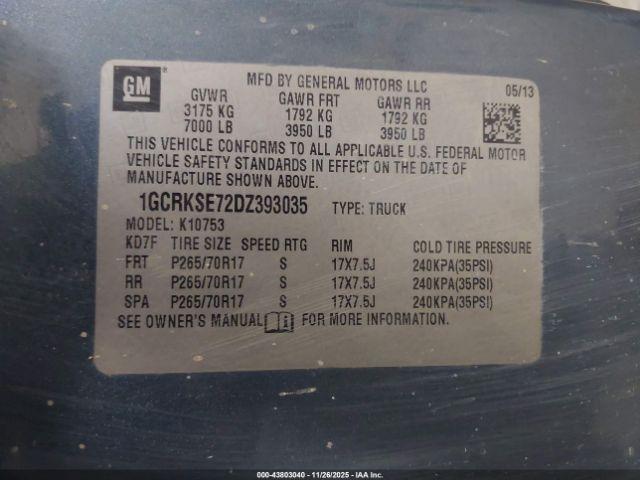 GM®
MFD BY GENERAL MOTORS LLC
05/13
GVWR GAWR FRT GAWR RR
3175 KG 1792 KG 1792 KG
7000 LB 3950 LB 3950 LB
THIS VEHICLE CONFORMS TO ALL APPLICABLE U.S. FEDERAL MOTOR
VEHICLE SAFETY STANDARDS IN EFFECT ON THE DATE OF
MANUFACTURE SHOWN ABOVE.
1GCRKSE72DZ393035 TYPE: TRUCK
MODEL: K10753
KD7F TIRE SIZE SPEED RTG RIM COLD TIRE PRESSURE
FRT P265/70R17 S 17X7.5J 240KPA(35PSI)
RR P265/70R17 S 17X7.5J 240KPA(35PSI)
SPA P265/70R17 S 17X7.5J 240KPA(35PSI)
SEE OWNER'S MANUAL FOR MORE INFORMATION.
000-43803040 - 11/26/2025 - IAA Inc.